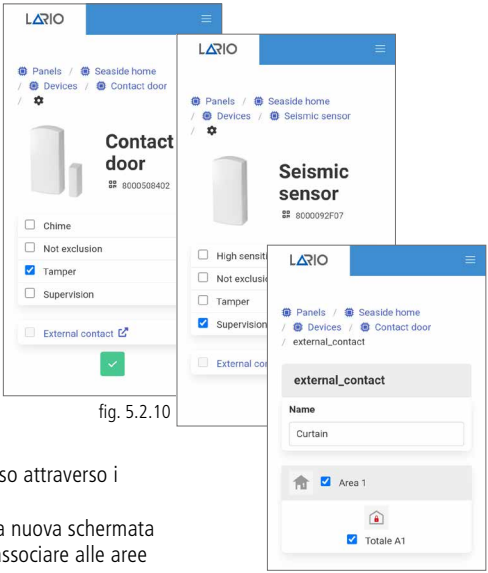 LARIO
Panels / Seaside home
/ Devices / Contact door
/
Contact
door
8000508402
Chime
Not exclusion
Tamper
Supervision
External contact
fig. 5.2.10
LARIO
Panels / Seaside home
/ Devices / Seismic sensor
/
Seismic
sensor
8000092F07
High sensiti
Not exclusi
Tamper
Supervision
External con
LARIO
Panels / Seaside home
/ Devices / Contact door
/ external_contact
external_contact
Name
Curtain
Area 1
Totale A1
so attraverso i
a nuova schermata
associare alle aree